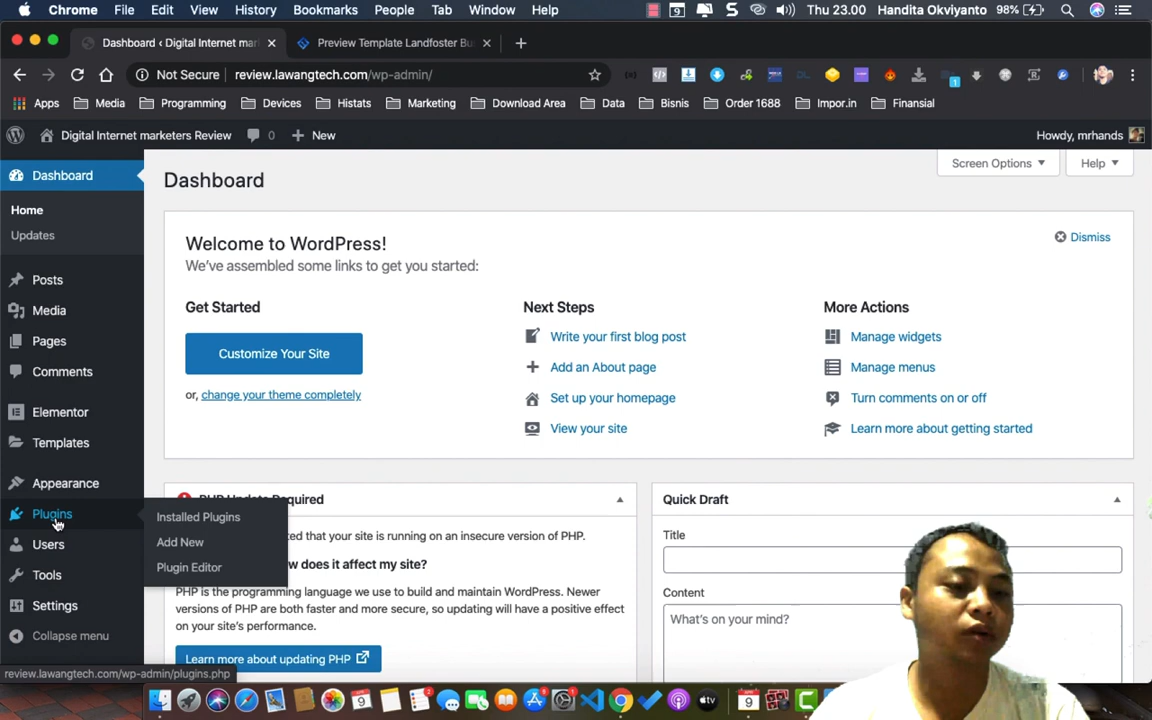 Chrome File Edit View History Bookmarks People Tab Window Help Thu 23.00 Handita Okviyanto 98%
Dashboard ‹ Digital Internet mar Preview Template Landfoster Bu
Not Secure review.lawangtech.com/wp-admin/
Apps Media Programming Devices Histats Marketing Download Area Data Bisnis Order 1688 Impor.in Finansial
Digital Internet marketers Review 0 New Howdy, mrhands
Dashboard
Home
Updates
Posts
Media
Pages
Comments
Elementor
Templates
Appearance
Plugins
Users
Tools
Settings
Collapse menu
Installed Plugins
Add New
Plugin Editor
Screen Options Help
Dashboard
Welcome to WordPress!
Dismiss
We've assembled some links to get you started:
Get Started
Customize Your Site
or, change your theme completely
Next Steps
Write your first blog post
Add an About page
Set up your homepage
View your site
More Actions
Manage widgets
Manage menus
Turn comments on or off
Learn more about getting started
PHP Update Required
that your site is running on an insecure version of PHP.
does it affect my site?
PHP is the programming language we use to build and maintain WordPress. Newer
versions of PHP are both faster and more secure, so updating will have a positive effect
on your site's performance.
Learn more about updating PHP
Quick Draft
Title
Content
What's on your mind?
review.lawangtech.com/wp-admin/plugins.php